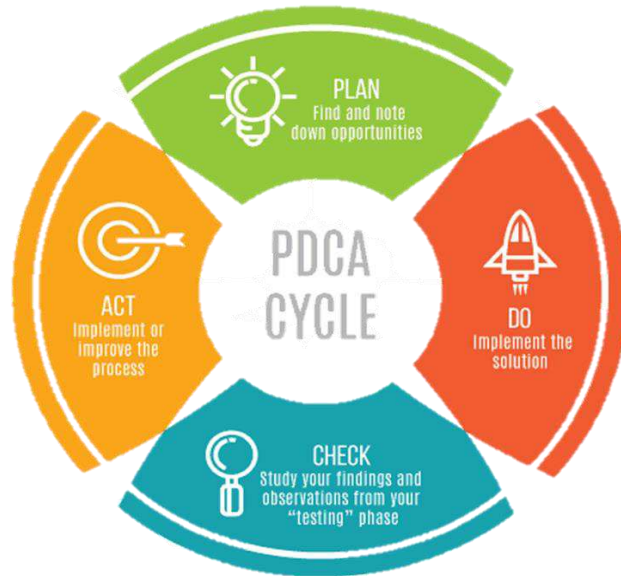 PLAN
Find and note
down opportunities
DO
Implement the
solution
CHECK
Study your findings and
observations from your
“testing” phase
ACT
Implement or
improve the
process
PDCA
CYCLE